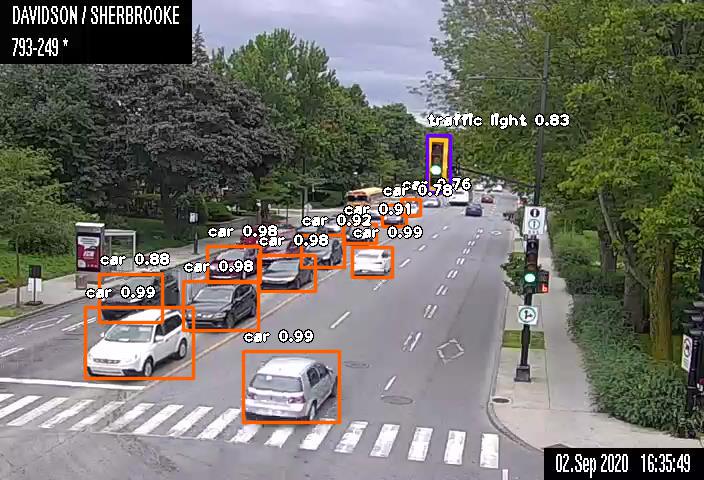 DAVIDSON / SHERBROOKE
793-249 *
traffic light 0.83
0.76
0.78
car 0.91
car 0.92
car 0.98
car 0.98
car 0.99
car 0.98
car 0.88
car 0.99
car 0.99
02.Sep 2020 16:35:49